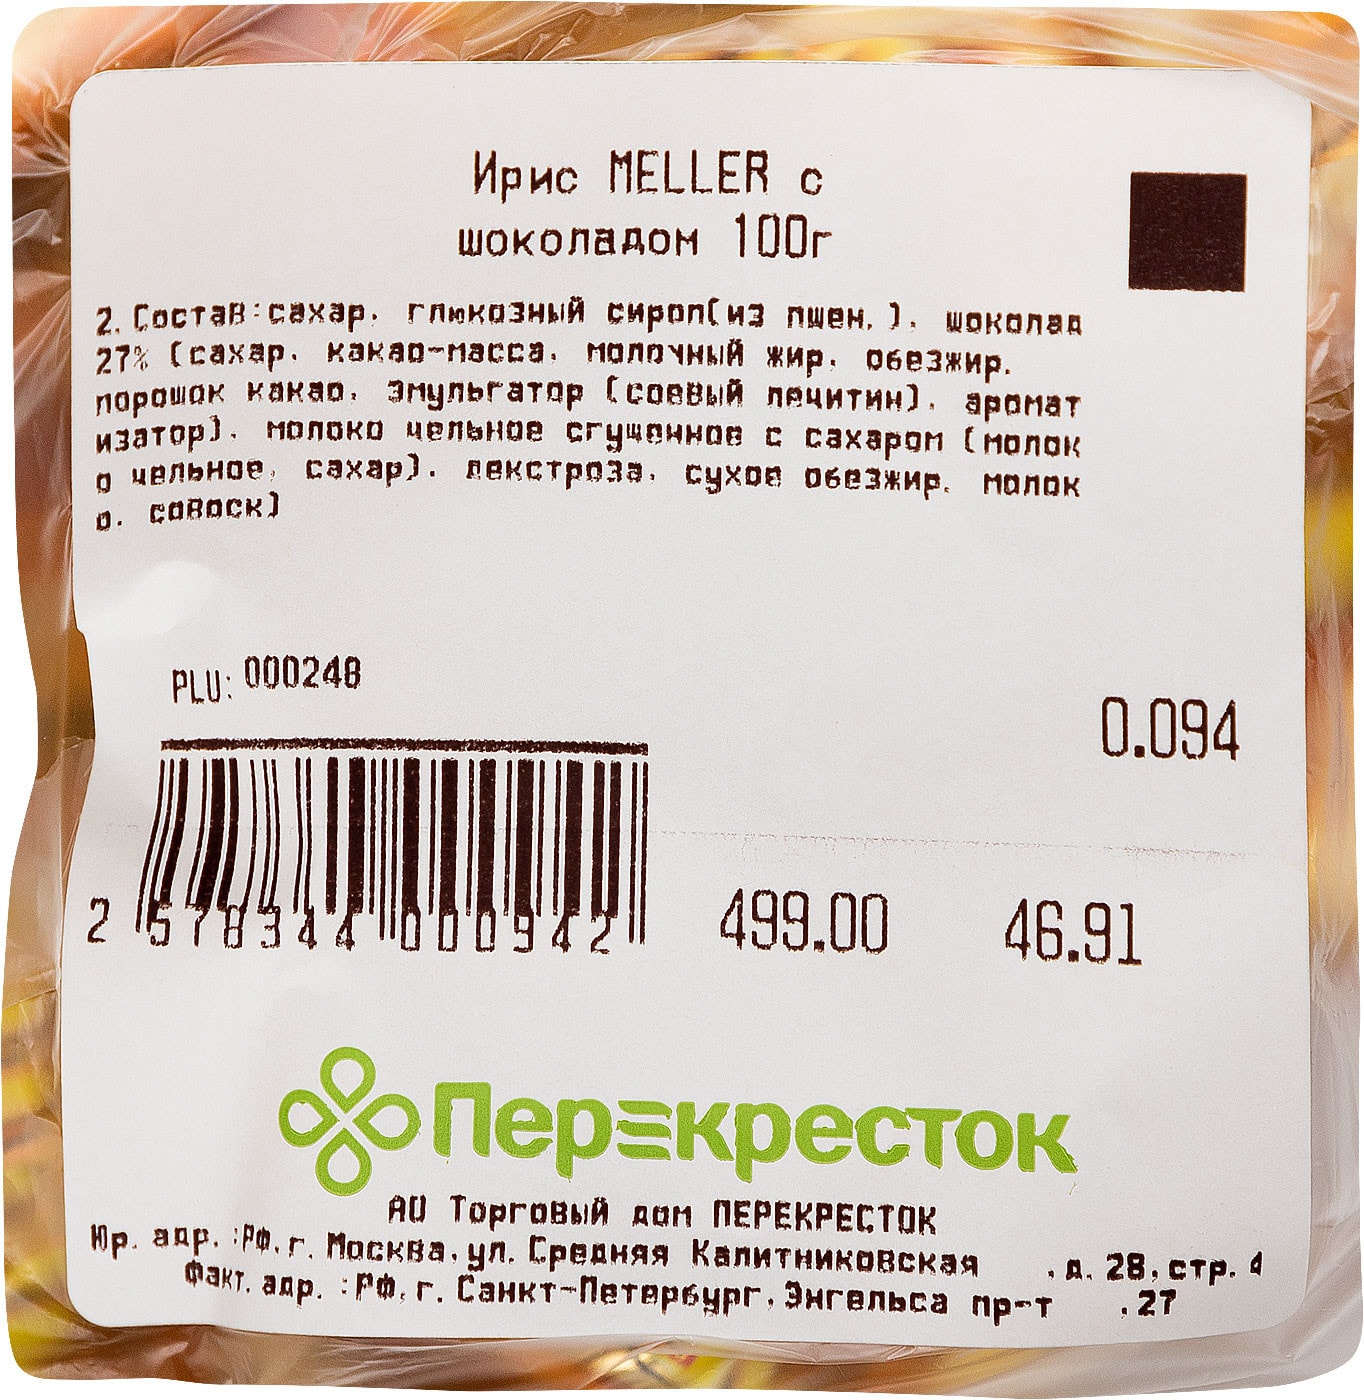 Ирис MELLER с
шоколадом 100г
2. Состав:сахар, глюкозный сироп(из пшен. ), шоколад
27% (сахар, какао-масса, молочный жир, обезжир.
порошок какао, эмульгатор (соевый лецитин), аромат
изатор), молоко цельное сгущенное с сахаром (молок
о цельное, сахар), декстроза, сухое обезжир. молок
о. совоск)
PLU: 000248
0.094
2 578344 000942
499.00 46.91
Перекресток
АО Торговый дом ПЕРЕКРЕСТОК
Юр. адр. :РФ,г. Москва,ул. Средняя Калитниковская ,д. 28,стр. 4
Факт. адр. :РФ,г. Санкт-Петербург,Энгельса пр-т ,27